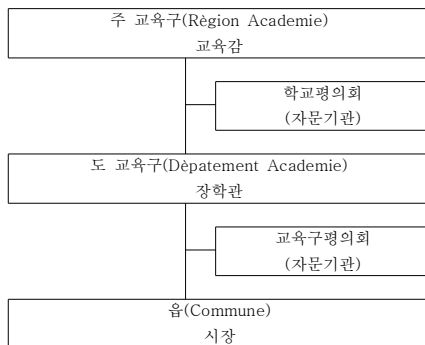 주 교육구(Règion Academie)
교육감
학교평의회
(자문기관)
도 교육구(Dèpatement Academie)
장학관
교육구평의회
(자문기관)
읍(Commune)
시장